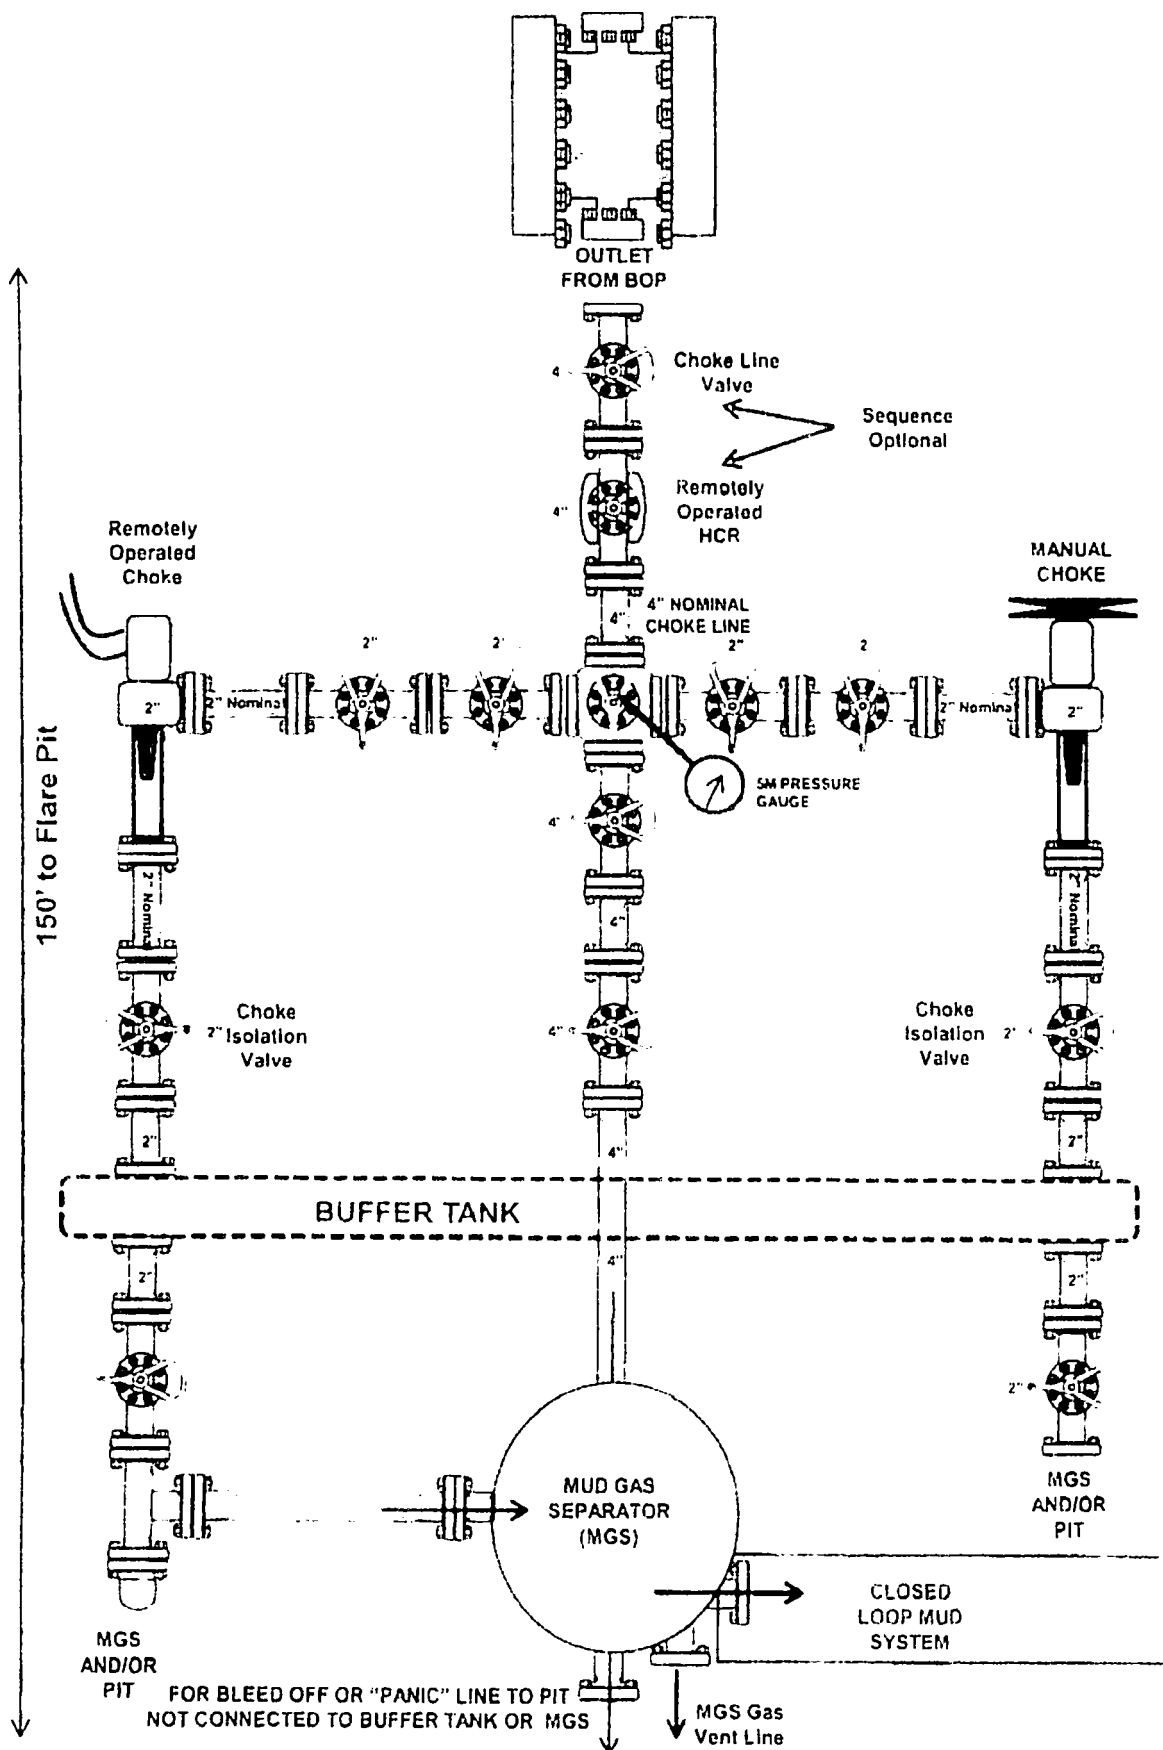 OUTLET
FROM BOP
4
Choke Line
Valve
Sequence
Optional
4"
Remotely
Operated
HCR
Remotely
Operated
Choke
MANUAL
CHOKE
4"
4" NOMINAL
CHOKE LINE
2"
2'
2"
2
2"
2" Nominal
2" Nominal
2"
5M PRESSURE
GAUGE
4"
150' to Flare Pit
2" Nominal
4"
2" Nominal
2"
Choke
Isolation
Valve
4"
Choke
Isolation
Valve
2'
2"
4"
2"
BUFFER TANK
2"
4"
2"
2"
MUD GAS
SEPARATOR
(MGS)
MGS
AND/OR
PIT
CLOSED
LOOP MUD
SYSTEM
MGS
AND/OR
PIT
FOR BLEED OFF OR "PANIC" LINE TO PIT
NOT CONNECTED TO BUFFER TANK OR MGS
MGS Gas
Vent Line